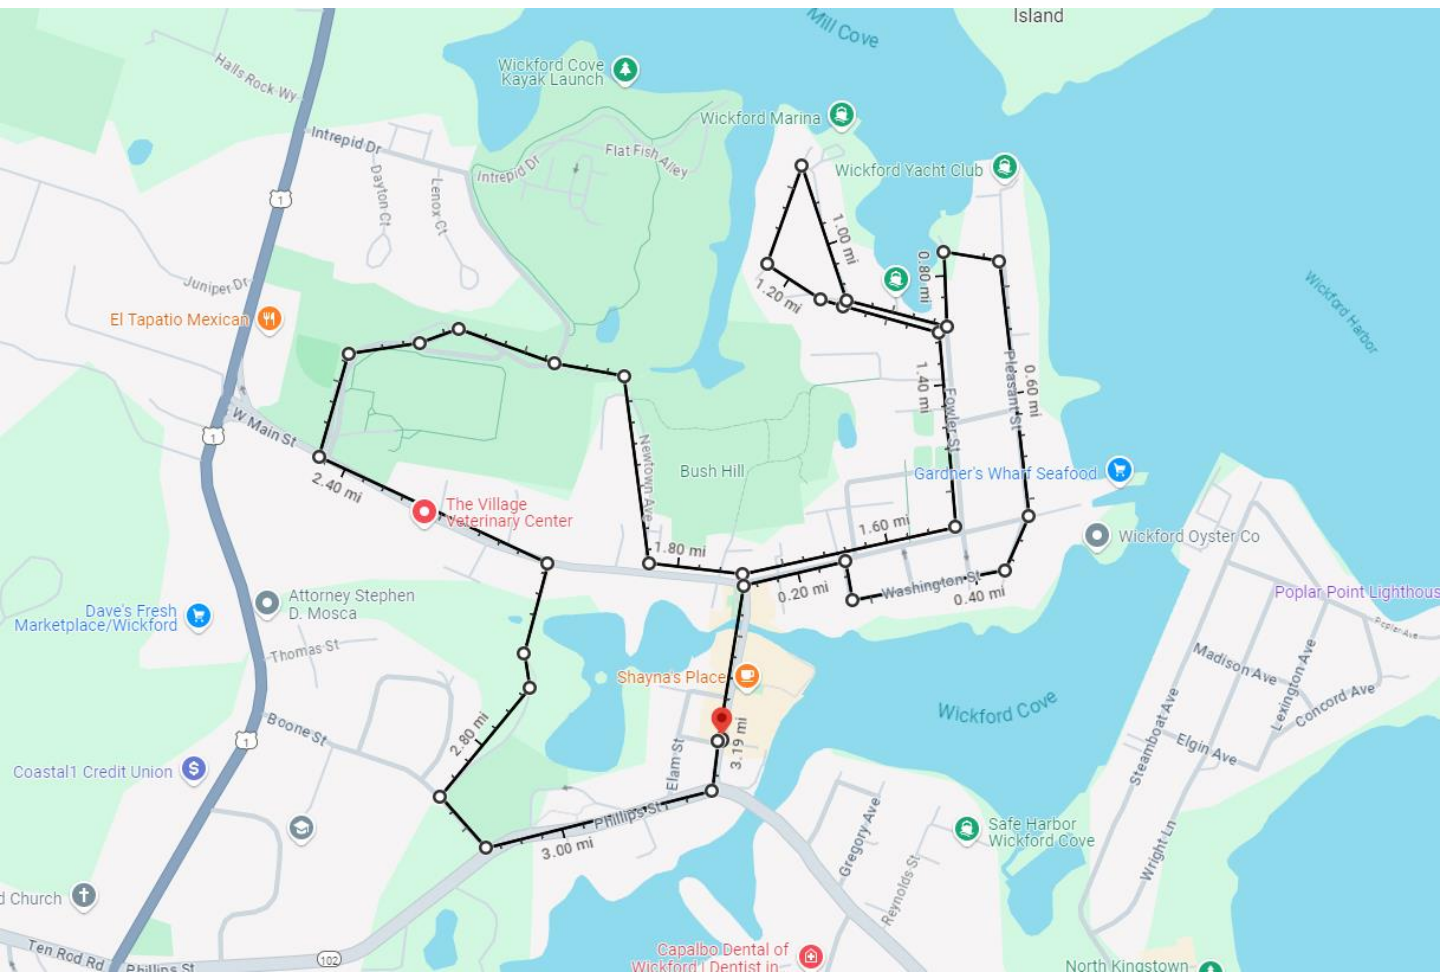 Island
Mill Cove
Wickford Cove
Kayak Launch
Halls Rock Wy
Wickford Marina
Intrepid Dr
Flat Fish Alley
Intrepid Dr
Wickford Yacht Club
Dayton Ct
Lenox Ct
1
1.00 mi
0.80 mi
Juniper Dr
1.20 mi
Wickford Harbor
El Tapatio Mexican
Pleasant St
0.60 mi
1.40 mi
Fowler St
W Main St
1
Newtown Ave
Bush Hill
Gardner's Wharf Seafood
2.40 mi
The Village
Veterinary Center
1.60 mi
Wickford Oyster Co
1.80 mi
0.20 mi
Washington St
0.40 mi
Attorney Stephen
D. Mosca
Dave's Fresh
Marketplace/Wickford
Poplar Point Lighthous
Poplar Ave
Thomas St
Shayna's Place
Madison Ave
Lexington Ave
Concord Ave
Wickford Cove
Steamboat Ave
Elgin Ave
Boone St
2.80 mi
1
3.19 mi
Elam St
Coastal1 Credit Union
Phillips St
3.00 mi
Gregory Ave
Safe Harbor
Wickford Cove
Wright Ln
Reynolds St
d Church
Ten Rod Rd
Phillips St
102
Capalbo Dental of
Wickford | Dentist in
North Kingstown